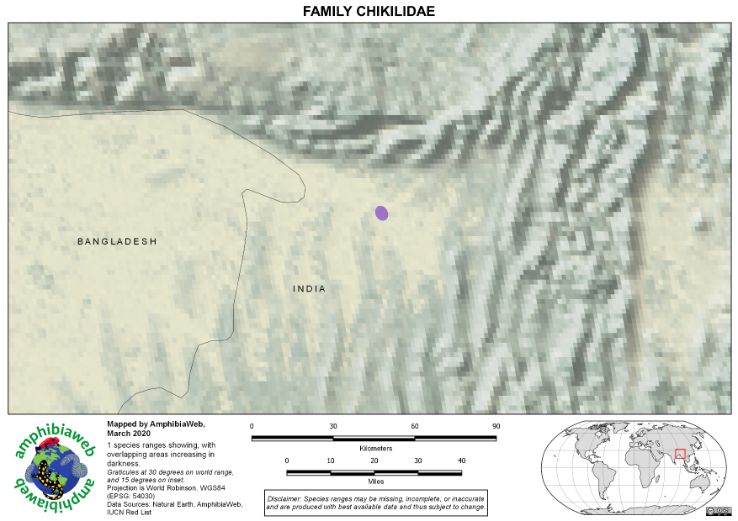 FAMILY CHIKILIDAE
BANGLADESH
INDIA
amphibiaweb
amphibiaweb
Mapped by AmphibiaWeb,
March 2020
1 species ranges showing, with
overlapping areas increasing in
darkness.
Graticules at 30 degrees on world range,
and 15 degrees on inset.
Projection is World Robinson, WGS84
(EPSG: 54030)
Data Sources: Natural Earth, AmphibiaWeb,
IUCN Red List
0 30 60 90
Kilometers
0 10 20 30 40
Miles
Disclaimer: Species ranges may be missing, incomplete, or inaccurate
and are produced with best available data and thus subject to change.